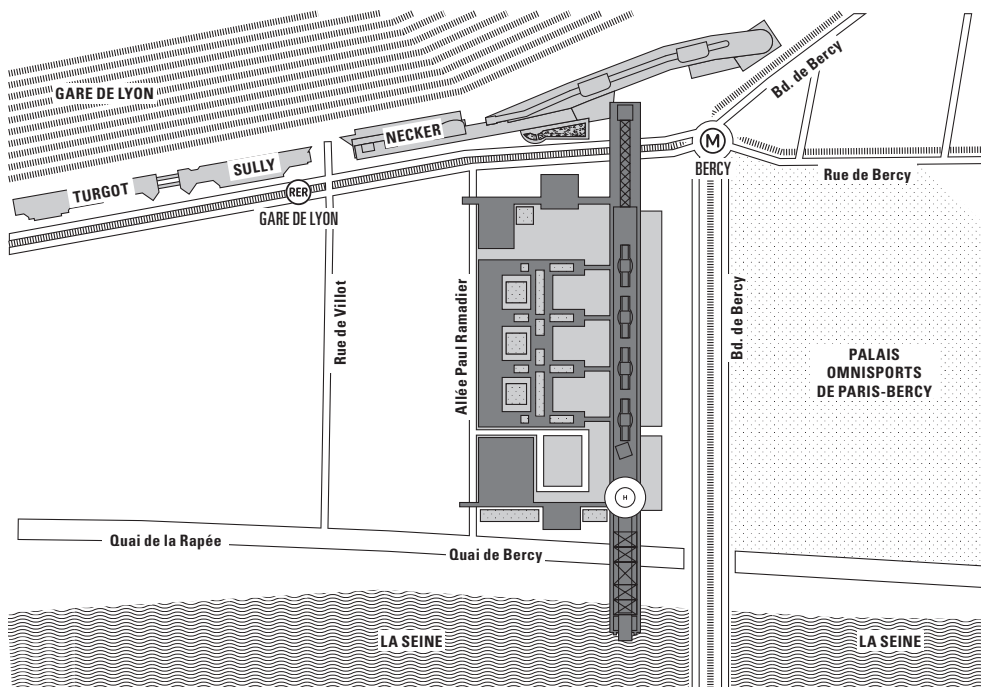 Bd. de Bercy
GARE DE LYON
NECKER
M
BERCY
SULLY
TURGOT
RER
Rue de Bercy
GARE DE LYON
Rue de Villot
Allée Paul Ramadier
Bd. de Bercy
PALAIS
OMNISPORTS
DE PARIS-BERCY
H
Quai de la Rapée
Quai de Bercy
LA SEINE
LA SEINE